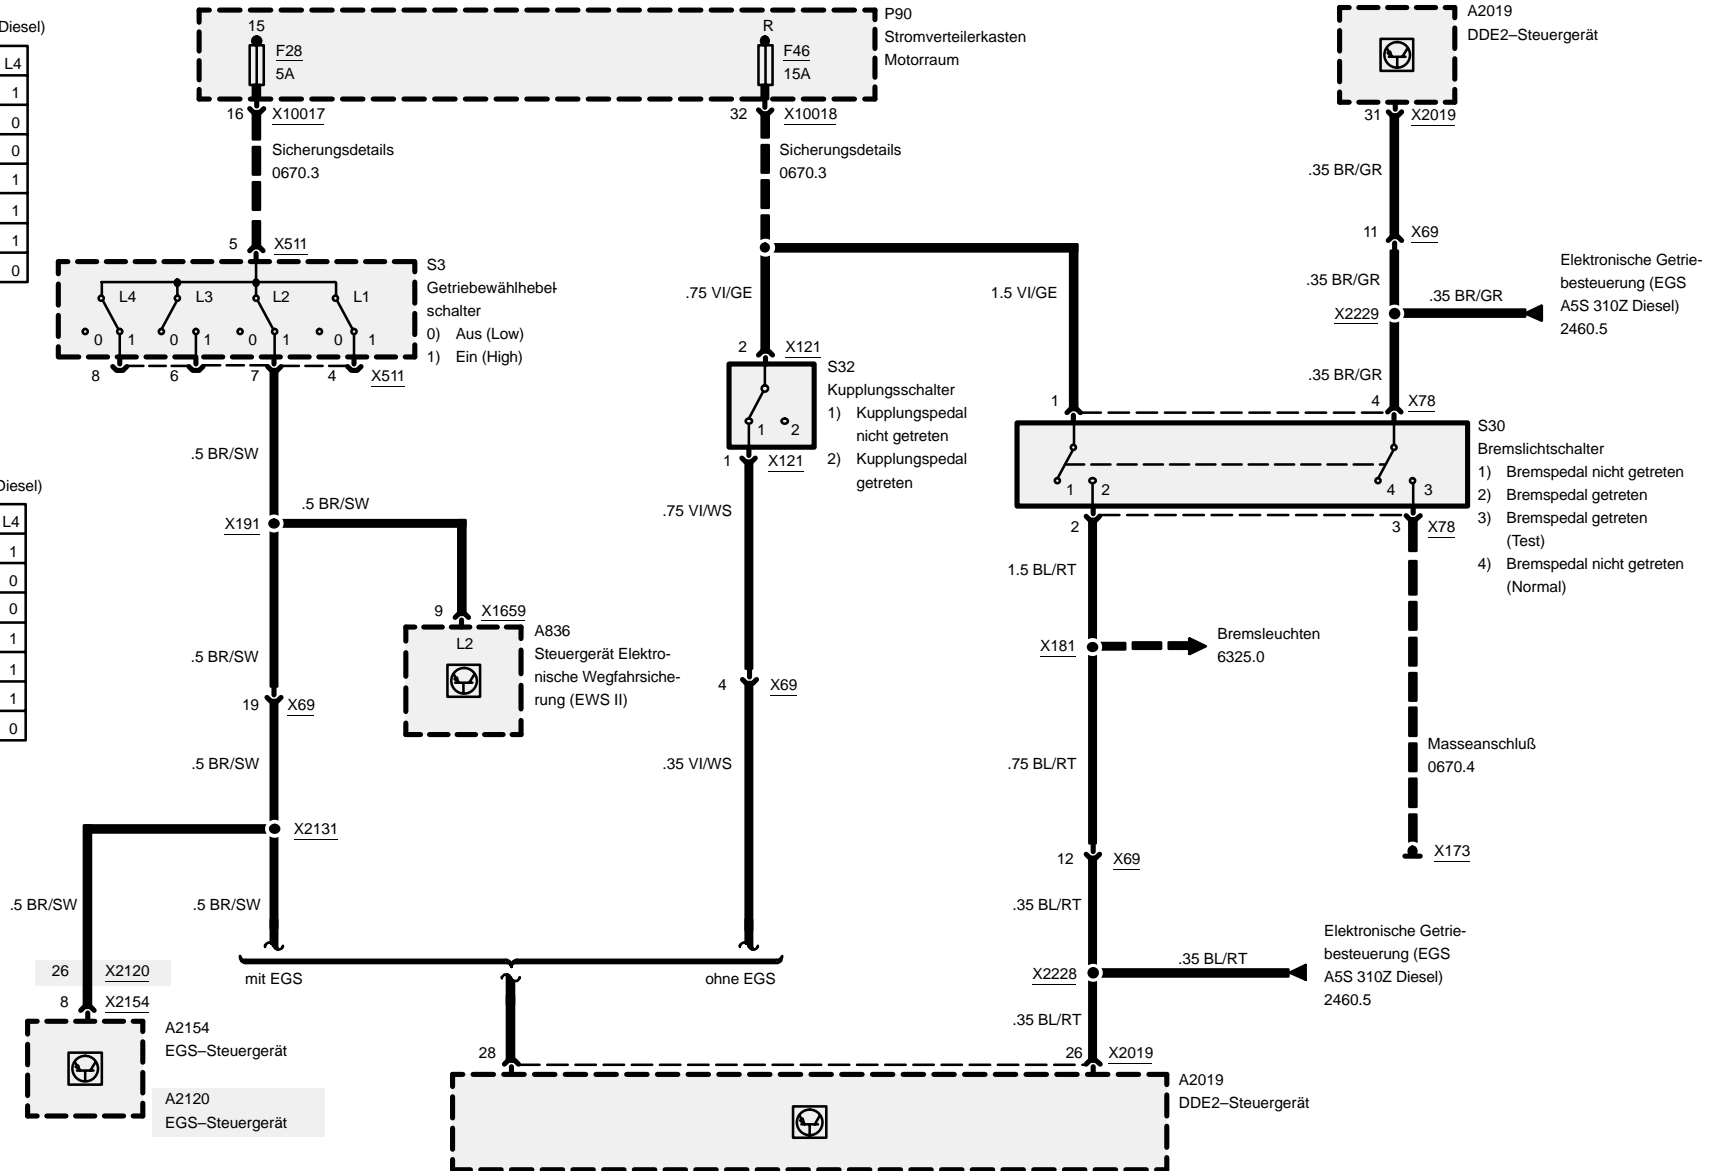 Diesel)
L4
1
0
0
1
1
1
0
Diesel)
L4
1
0
0
1
1
1
0
15
F28
5A
R
F46
15A
P90
Stromverteilerkasten
Motorraum
16 X10017
32 X10018
Sicherungsdetails
0670.3
Sicherungsdetails
0670.3
A2019
DDE2–Steuergerät
31 X2019
.35 BR/GR
11 X69
.35 BR/GR
.35 BR/GR
X2229
Elektronische Getrie-
besteuerung (EGS
A5S 310Z Diesel)
2460.5
.35 BR/GR
5 X511
S3
Getriebewählhebel-
schalter
0) Aus (Low)
1) Ein (High)
L4 L3 L2 L1
0 1 0 1 0 1 0 1
8 6 7 4 X511
.75 VI/GE
1.5 VI/GE
2 X121
S32
Kupplungsschalter
1) Kupplungspedal
nicht getreten
2) Kupplungspedal
getreten
1 2
1 X121
1 4 X78
S30
Bremslichtschalter
1) Bremspedal nicht getreten
2) Bremspedal getreten
3) Bremspedal getreten
(Test)
4) Bremspedal nicht getreten
(Normal)
1 2 4 3
2 3 X78
.5 BR/SW
X191
.5 BR/SW
9 X1659
L2
A836
Steuergerät Elektro-
nische Wegfahrsiche-
rung (EWS II)
.5 BR/SW
19 X69
.5 BR/SW
X2131
.5 BR/SW
.5 BR/SW
26 X2120
8 X2154
A2154
EGS–Steuergerät
A2120
EGS–Steuergerät
.75 VI/WS
4 X69
.35 VI/WS
mit EGS
ohne EGS
1.5 BL/RT
X181
Bremsleuchten
6325.0
.75 BL/RT
Masseanschluß
0670.4
X173
12 X69
.35 BL/RT
X2228
.35 BL/RT
Elektronische Getrie-
besteuerung (EGS
A5S 310Z Diesel)
2460.5
.35 BL/RT
28 26 X2019
A2019
DDE2–Steuergerät